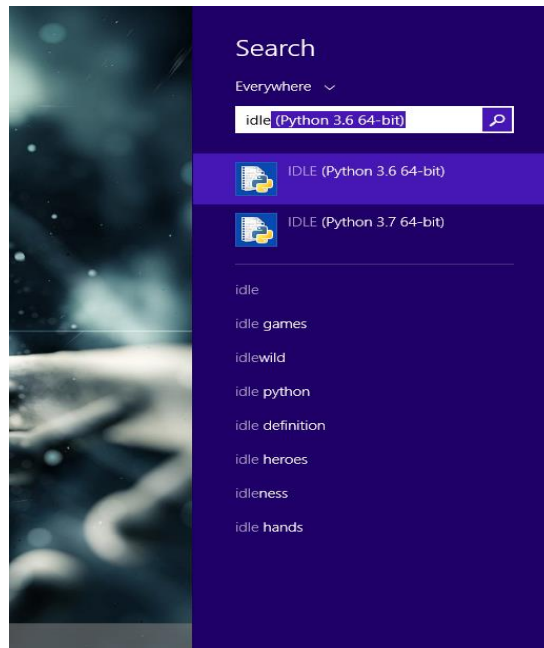 Search
Everywhere
idle (Python 3.6 64-bit)
IDLE (Python 3.6 64-bit)
IDLE (Python 3.7 64-bit)
idle
idle games
idlewild
idle python
idle definition
idle heroes
idleness
idle hands